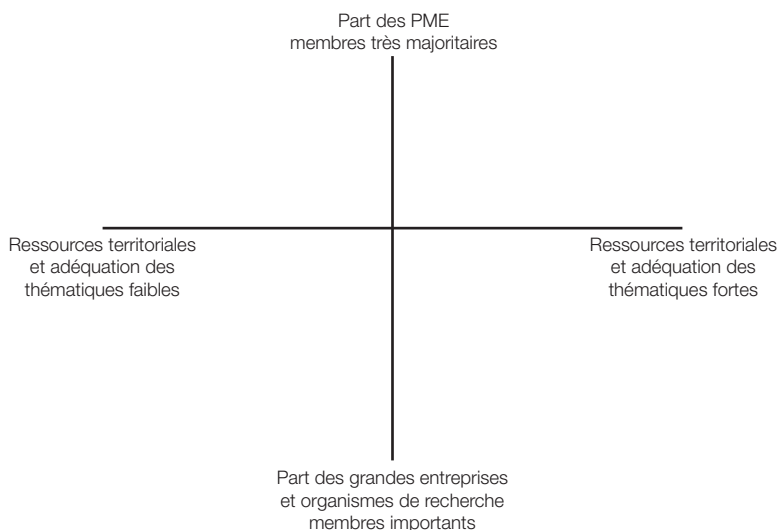 Part des PME
membres très majoritaires
Ressources territoriales
et adéquation des
thématiques faibles
Ressources territoriales
et adéquation des
thématiques fortes
Part des grandes entreprises
et organismes de recherche
membres importants